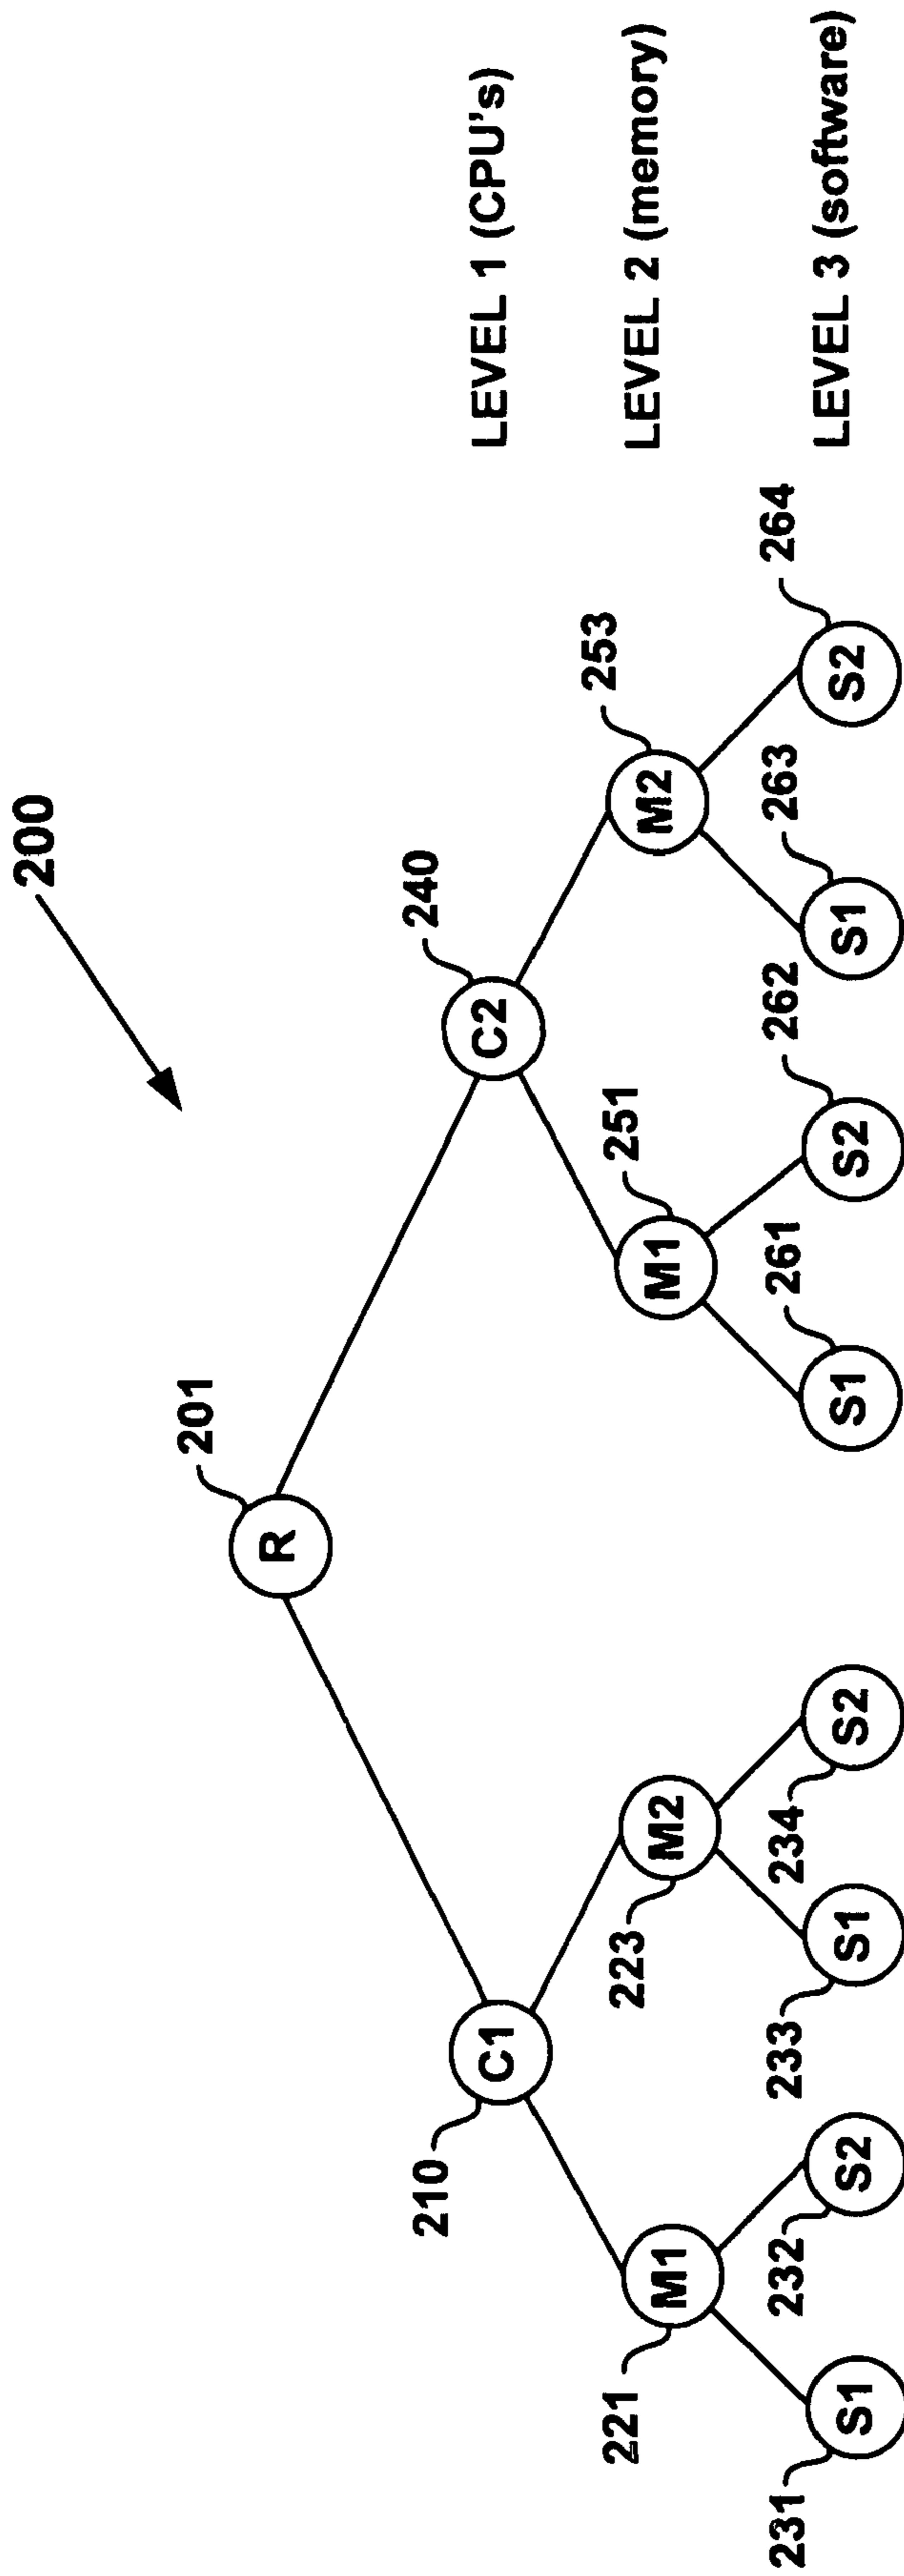 200
R
201
C1
210
C2
240
LEVEL 1 (CPU's)
M1
221
M2
223
M1
251
M2
253
LEVEL 2 (memory)
S1
231
S2
232
S1
233
S2
234
S1
261
S2
262
S1
263
S2
264
LEVEL 3 (software)